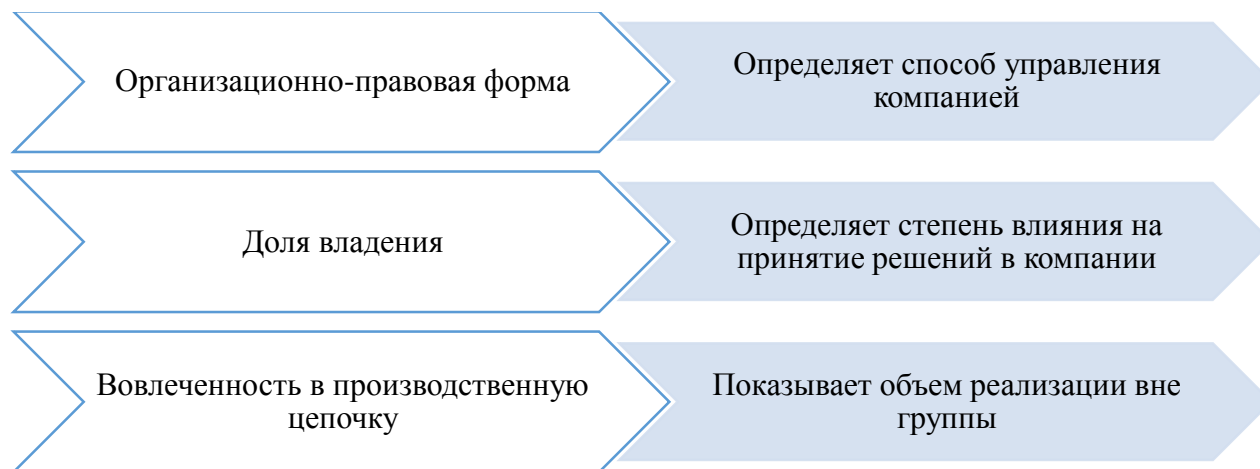 Организационно-правовая форма
Определяет способ управления
компанией
Доля владения
Определяет степень влияния на
принятие решений в компании
Вовлеченность в производственную
цепочку
Показывает объем реализации вне
группы